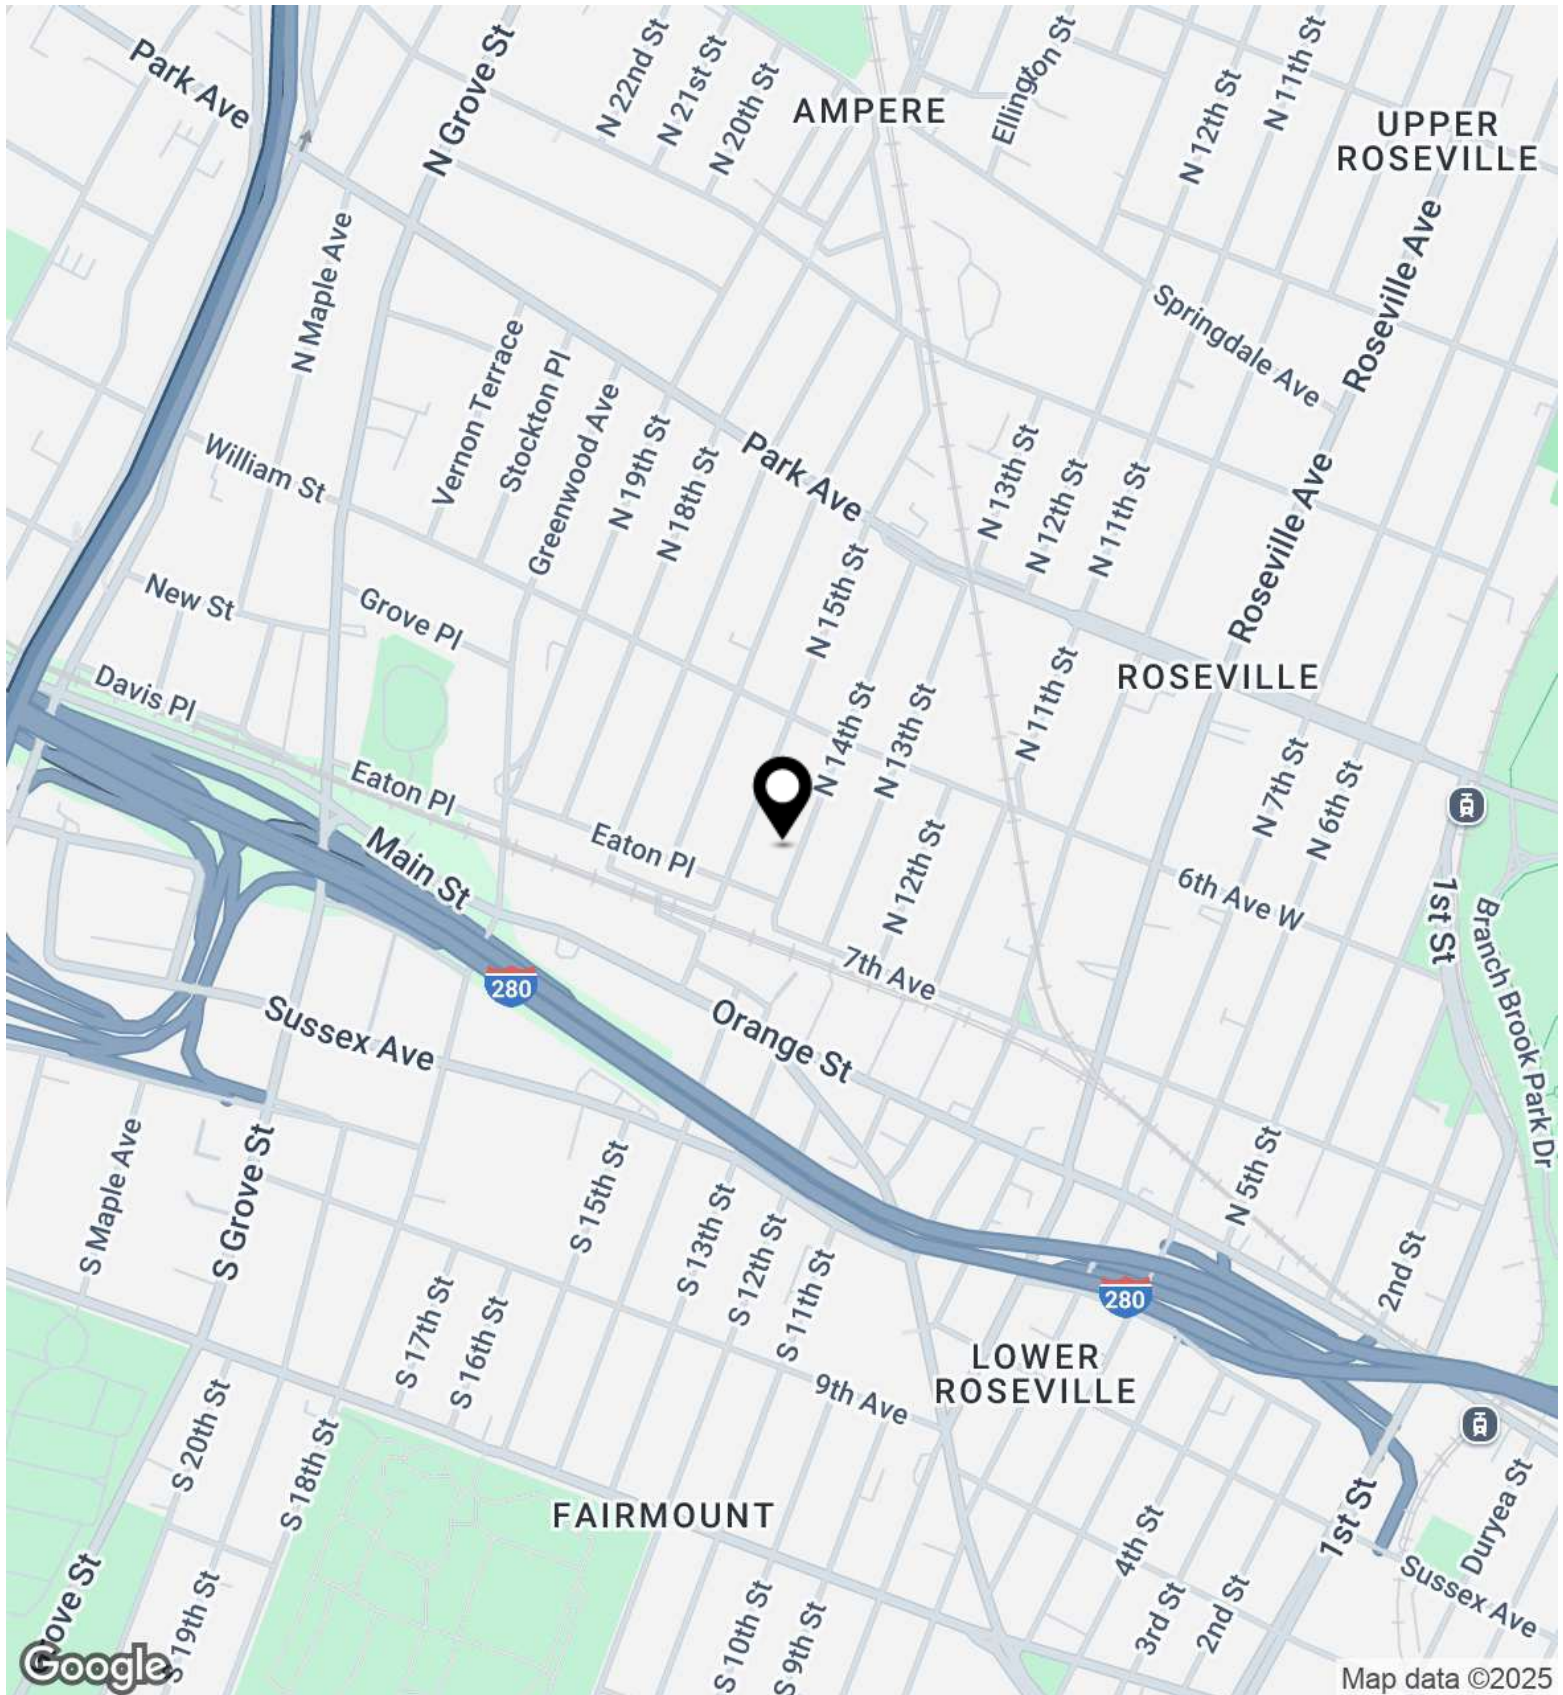 Park Ave
N Grove St
N 22nd St
N 21st St
N 20th St
AMPERE
Ellington St
N 12th St
N 11th St
UPPER
ROSEVILLE
N Maple Ave
Roseville Ave
Springdale Ave
Vernon Terrace
Stockton Pl
Greenwood Ave
N 19th St
N 18th St
Park Ave
William St
N 13th St
N 12th St
N 11th St
Roseville Ave
New St
Grove Pl
N 15th St
ROSEVILLE
Davis Pl
N 14th St
N 13th St
N 11th St
Eaton Pl
Main St
Eaton Pl
N 12th St
N 7th St
N 6th St
6th Ave W
1st St
Branch Brook Park Dr
280
7th Ave
Sussex Ave
Orange St
S Maple Ave
S Grove St
S 15th St
S 13th St
S 12th St
S 11th St
N 5th St
2nd St
280
S 17th St
S 16th St
LOWER
ROSEVILLE
9th Ave
S 20th St
S 18th St
FAIRMOUNT
4th St
1st St
Duryea St
Sussex Ave
S 19th St
S 10th St
S 9th St
3rd St
2nd St
Google
Map data ©2025